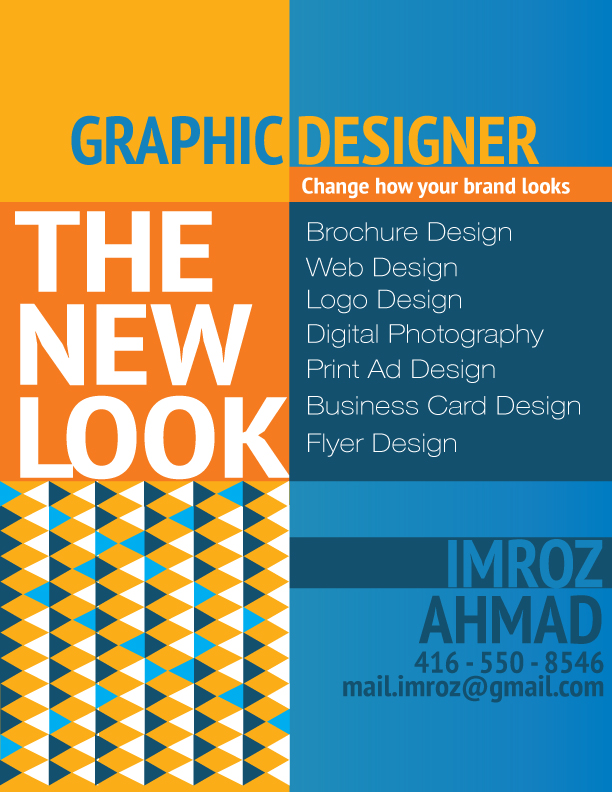 GRAPHIC DESIGNER
Change how your brand looks
THE
NEW
LOOK
Brochure Design
Web Design
Logo Design
Digital Photography
Print Ad Design
Business Card Design
Flyer Design
IMROZ
AHMAD
416 - 550 - 8546
mail.imroz@gmail.com